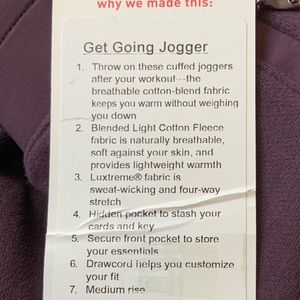 why we made this:
Get Going Jogger
1. Throw on these cuffed joggers
after your workout—the
breathable cotton-blend fabric
keeps you warm without weighing
you down
2. Blended Light Cotton Fleece
fabric is naturally breathable,
soft against your skin, and
provides lightweight warmth
3. Luxtreme® fabric is
sweat-wicking and four-way
stretch
4. Hidden pocket to stash your
cards and key
5. Secure front pocket to store
your essentials
6. Drawcord helps you customize
your fit
7. Medium rise